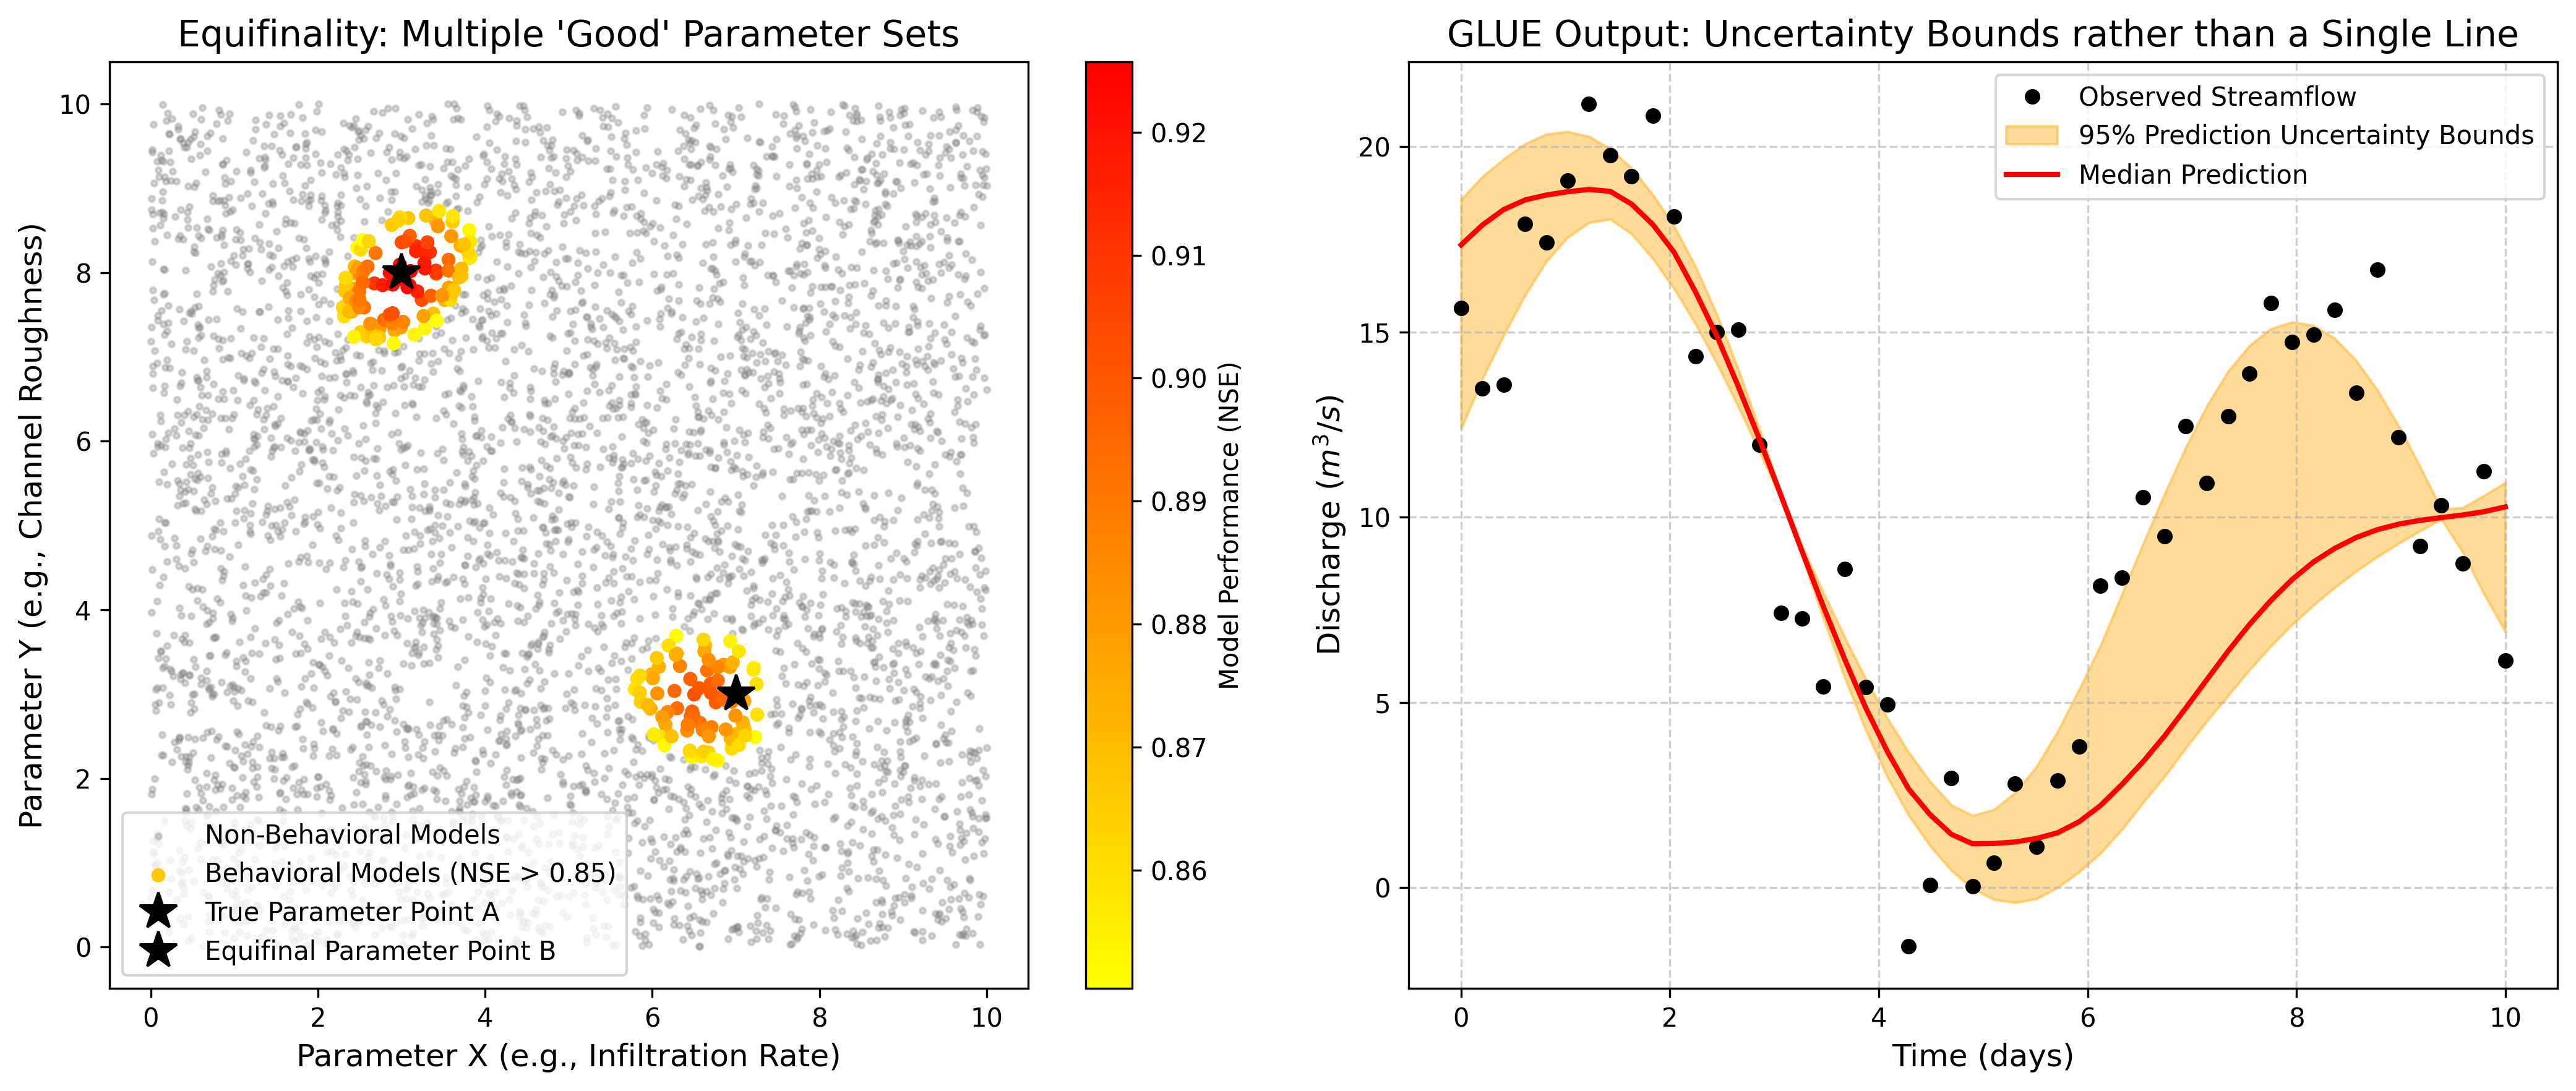 Equifinality: Multiple 'Good' Parameter Sets
Parameter Y (e.g., Channel Roughness)
10
8
6
4
2
0
Non-Behavioral Models
Behavioral Models (NSE > 0.85)
True Parameter Point A
Equifinal Parameter Point B
0 2 4 6 8 10
Parameter X (e.g., Infiltration Rate)
0.92
0.91
0.90
0.89
0.88
0.87
0.86
Model Performance (NSE)
GLUE Output: Uncertainty Bounds rather than a Single Line
Discharge (m³/s)
20
15
10
5
0
Observed Streamflow
95% Prediction Uncertainty Bounds
Median Prediction
0 2 4 6 8 10
Time (days)